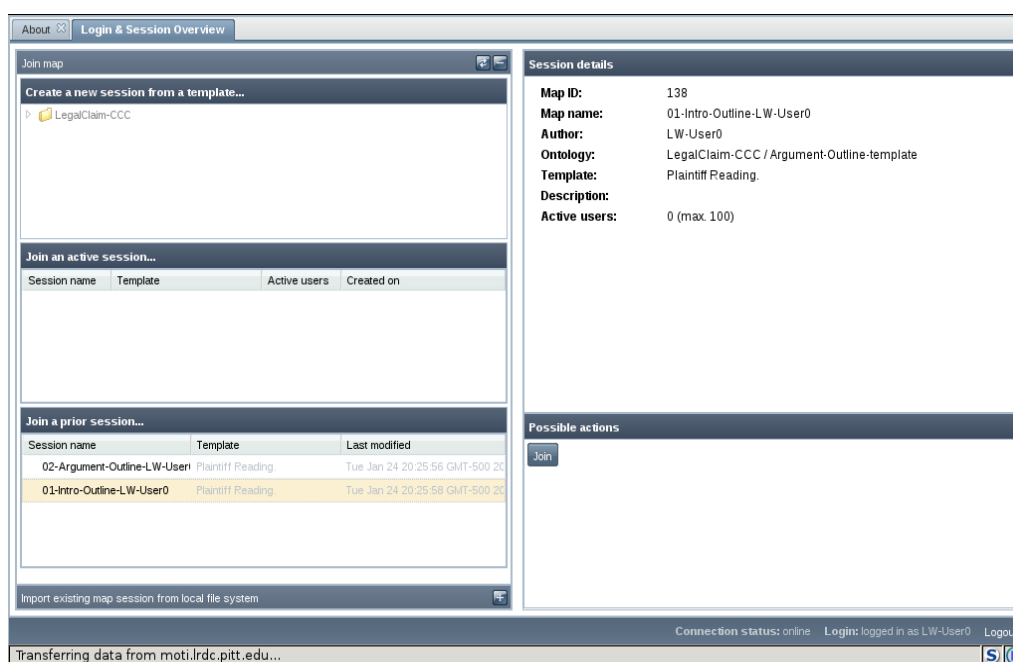 About
Login & Session Overview
Join map
Create a new session from a template...
LegalClaim-CCC
Join an active session...
Session name Template Active users Created on
Join a prior session...
Session name Template Last modified
02-Argument-Outline-LW-User Plaintiff Reading. Tue Jan 24 20:25:56 GMT-500 20
01-Intro-Outline-LW-User0 Plaintiff Reading. Tue Jan 24 20:25:58 GMT-500 20
Import existing map session from local file system
Session details
Map ID: 138
Map name: 01-Intro-Outline-LW-User0
Author: LW-User0
Ontology: LegalClaim-CCC / Argument-Outline-template
Template: Plaintiff Reading.
Description:
Active users: 0 (max. 100)
Possible actions
Join
Connection status: online Login: logged in as LW-User0 Logou
Transferring data from moti.lrdc.pitt.edu...
S